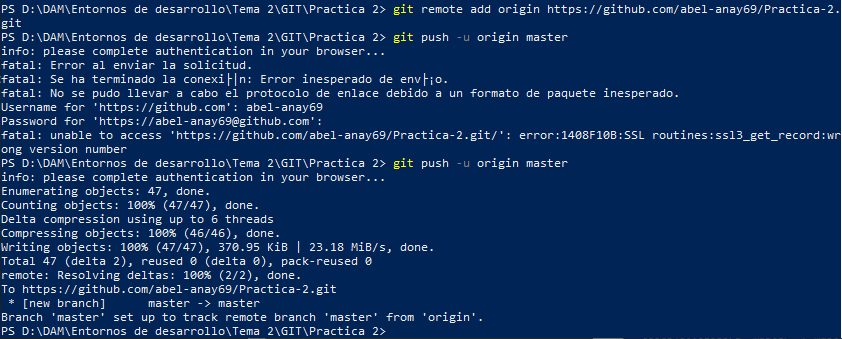 PS D:\DAM\Entornos de desarrollo\Tema 2\GIT\Practica 2> git remote add origin https://github.com/abel-anay69/Practica-2.
git
PS D:\DAM\Entornos de desarrollo\Tema 2\GIT\Practica 2> git push -u origin master
info: please complete authentication in your browser...
fatal: Error al enviar la solicitud.
fatal: Se ha terminado la conexi├│n: Error inesperado de env├¡o.
fatal: No se pudo llevar a cabo el protocolo de enlace debido a un formato de paquete inesperado.
Username for 'https://github.com': abel-anay69
Password for 'https://abel-anay69@github.com':
fatal: unable to access 'https://github.com/abel-anay69/Practica-2.git/': error:1408F10B:SSL routines:ssl3_get_record:wr
ong version number
PS D:\DAM\Entornos de desarrollo\Tema 2\GIT\Practica 2> git push -u origin master
info: please complete authentication in your browser...
Enumerating objects: 47, done.
Counting objects: 100% (47/47), done.
Delta compression using up to 6 threads
Compressing objects: 100% (46/46), done.
Writing objects: 100% (47/47), 370.95 KiB | 23.18 MiB/s, done.
Total 47 (delta 2), reused 0 (delta 0), pack-reused 0
remote: Resolving deltas: 100% (2/2), done.
To https://github.com/abel-anay69/Practica-2.git
 * [new branch]      master -> master
Branch 'master' set up to track remote branch 'master' from 'origin'.
PS D:\DAM\Entornos de desarrollo\Tema 2\GIT\Practica 2>